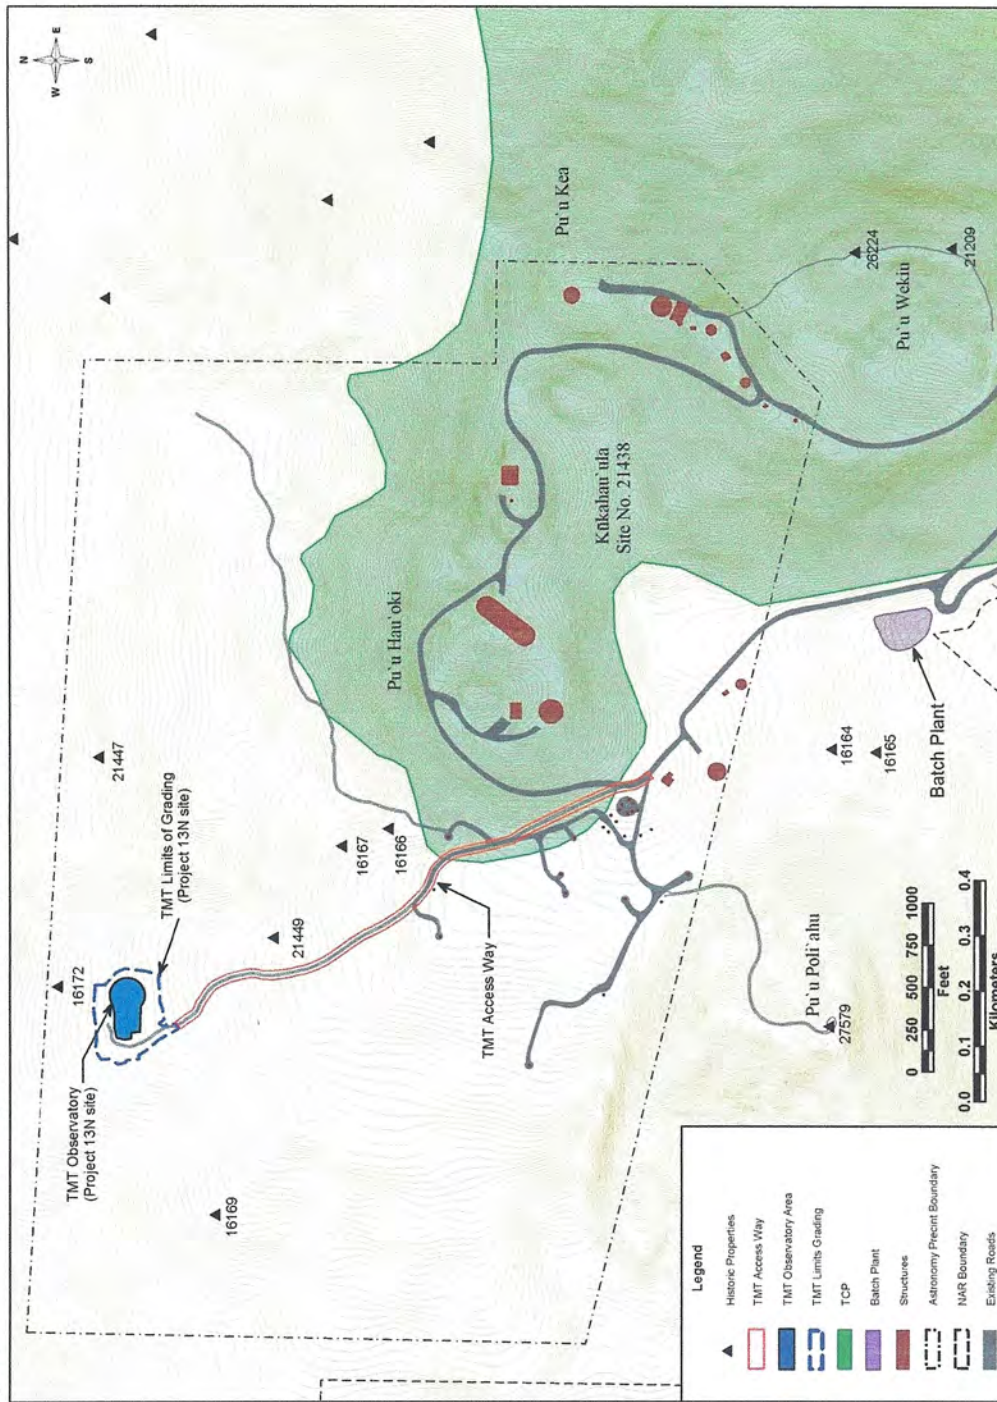 N
W E
S
TMT Observatory
(Project 13N site)
16172
21447
TMT Limits of Grading
(Project 13N site)
16169
21449
16167
16166
Pu`u Hau`oki
TMT Access Way
Pu`u Kea
Kūkahau`ula
Site No. 21438
Pu`u Poli`ahu
27579
16164
16165
26224
Pu`u Wekiu
21209
Batch Plant
0 250 500 750 1000
Feet
0.0 0.1 0.2 0.3 0.4
Kilometers
Legend
Historic Properties
TMT Access Way
TMT Observatory Area
TMT Limits Grading
TCP
Batch Plant
Structures
Astronomy Precint Boundary
NAR Boundary
Existing Roads